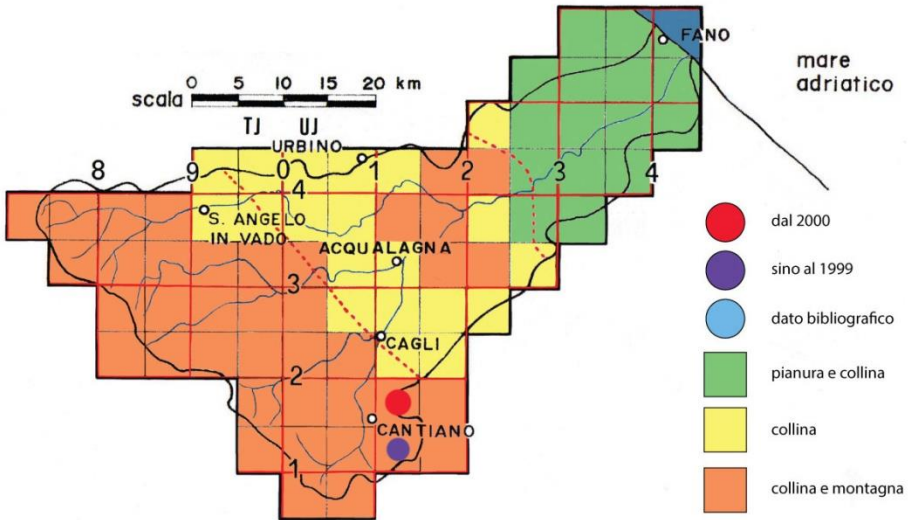 FANO
mare
adriatico
0 5 10 15 20 km
scala
TJ UJ
URBINO
8 9 0 1 2 3 4
4
S. ANGELO
IN VADO
ACQUALAGNA
3
CAGLI
2
CANTIANO
1
dal 2000
sino al 1999
dato bibliografico
pianura e collina
collina
collina e montagna